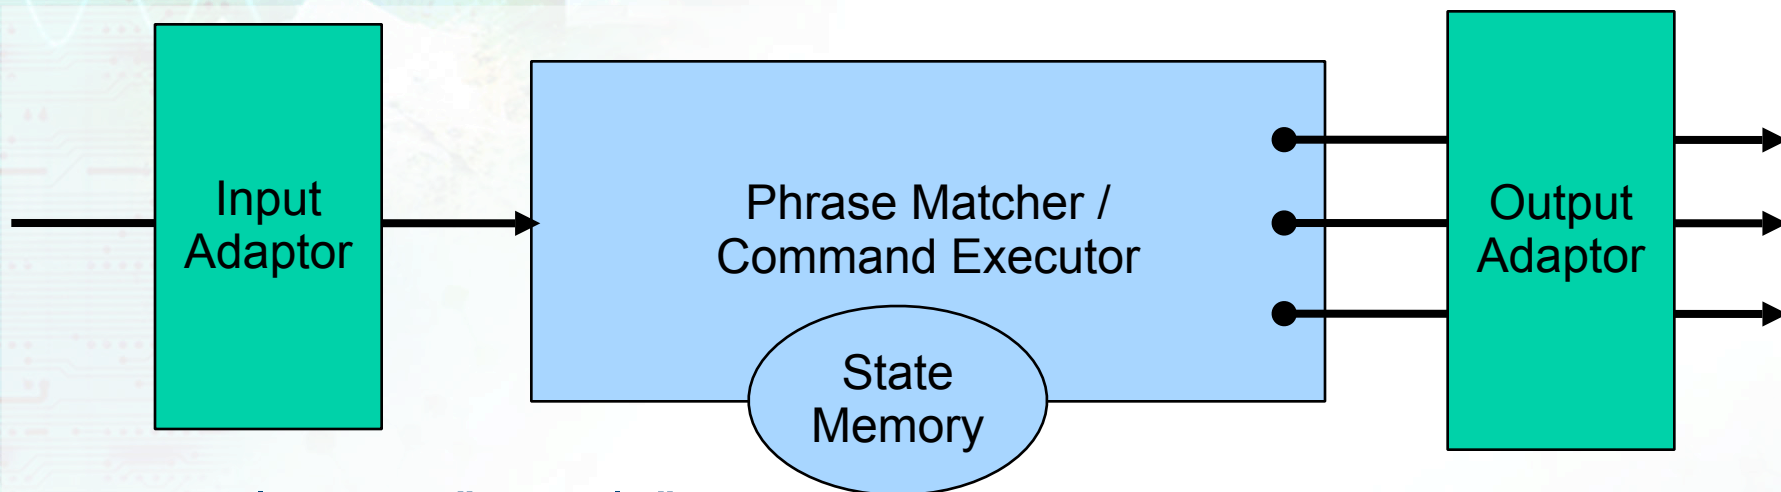 Input
Adaptor
Phrase Matcher /
Command Executor
State
Memory
Output
Adaptor